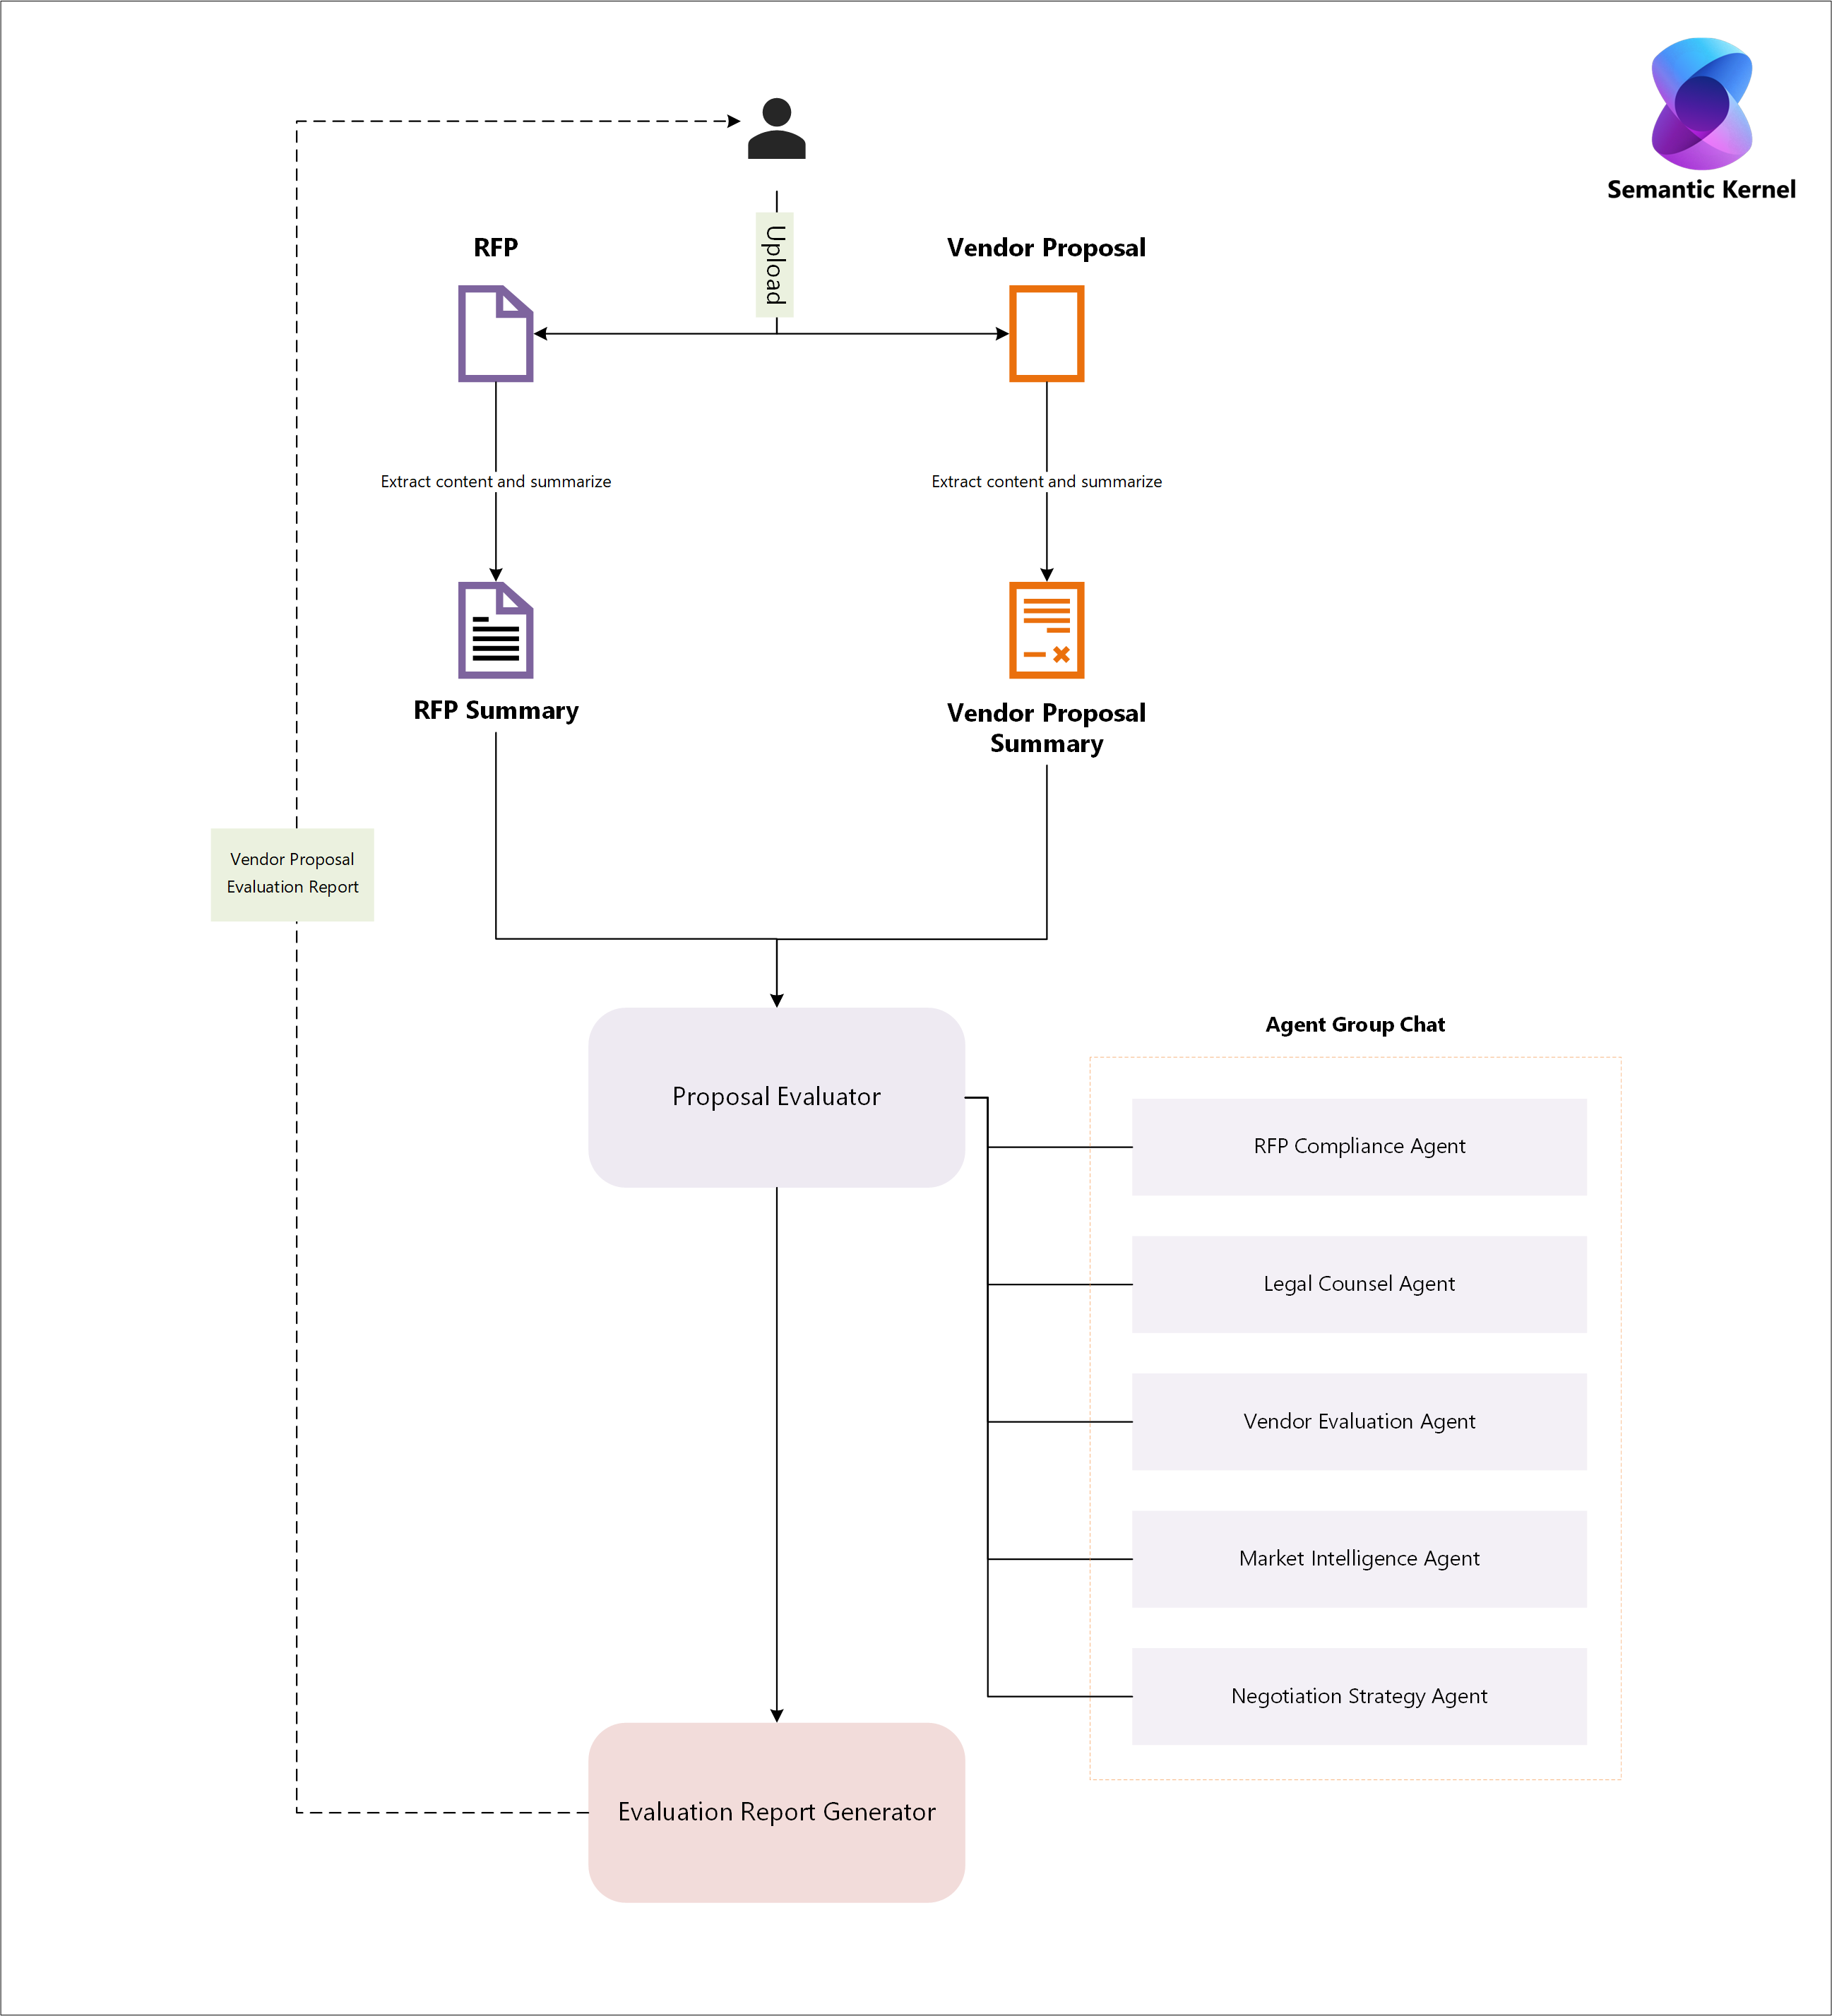 Semantic Kernel
Upload
RFP
Vendor Proposal
Extract content and summarize
Extract content and summarize
RFP Summary
Vendor Proposal
Summary
Vendor Proposal
Evaluation Report
Proposal Evaluator
Agent Group Chat
RFP Compliance Agent
Legal Counsel Agent
Vendor Evaluation Agent
Market Intelligence Agent
Negotiation Strategy Agent
Evaluation Report Generator